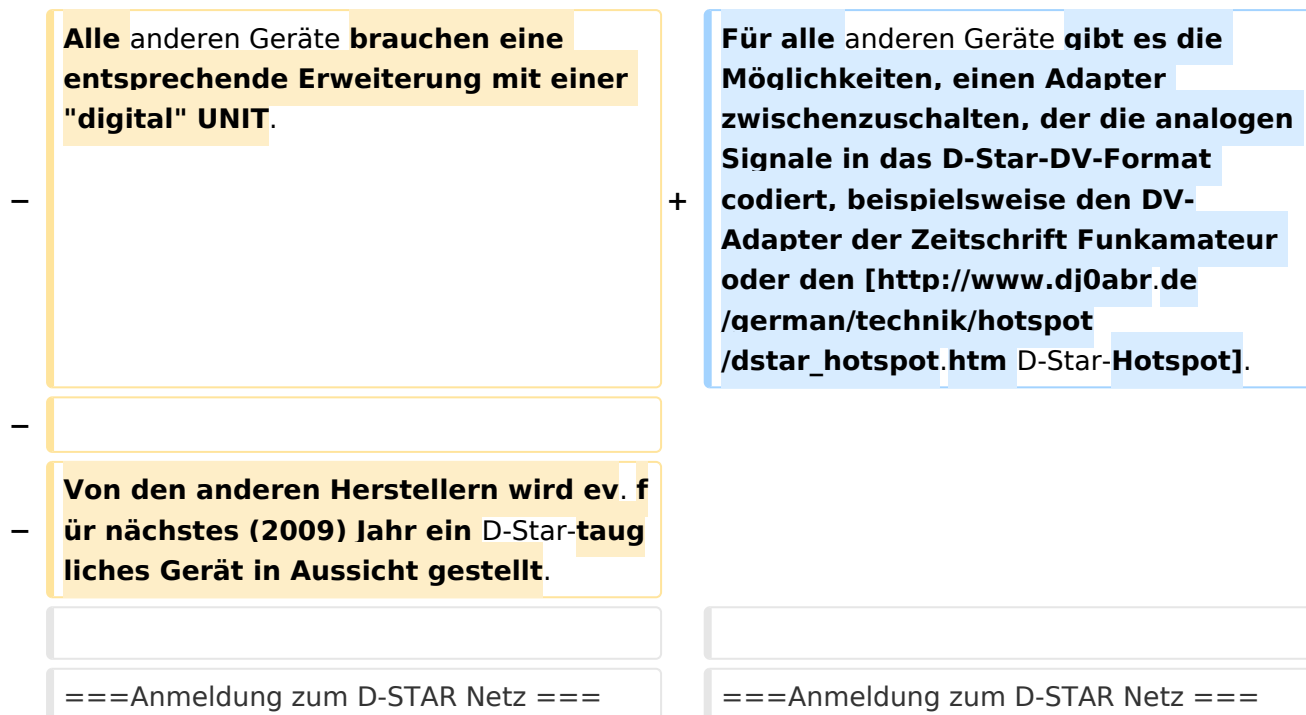 Alle anderen Geräte brauchen eine
entsprechende Erweiterung mit einer
"digital" UNIT.
−
+
Für alle anderen Geräte gibt es die
Möglichkeiten, einen Adapter
zwischenzuschalten, der die analogen
Signale in das D-Star-DV-Format
codiert, beispielsweise den DV-
Adapter der Zeitschrift Funkamateur
oder den [http://www.dj0abr.de
/german/technik/hotspot
/dstar_hotspot.htm D-Star-Hotspot].
−
Von den anderen Herstellern wird ev. f
− ür nächstes (2009) Jahr ein D-Star-taug
liches Gerät in Aussicht gestellt.
===Anmeldung zum D-STAR Netz ===
===Anmeldung zum D-STAR Netz ===